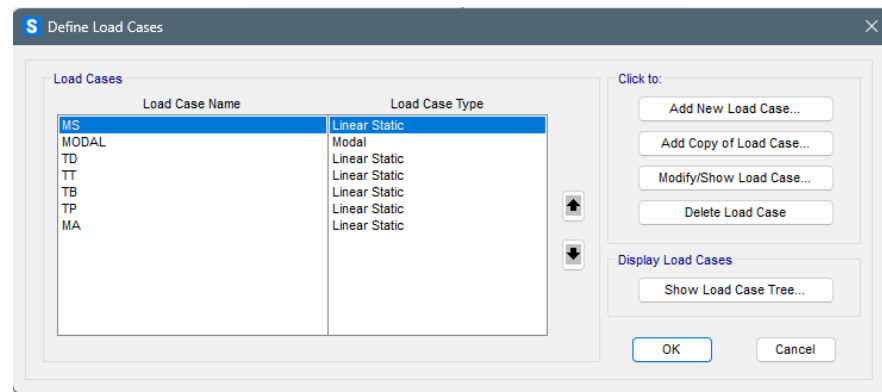 S Define Load Cases
Load Cases
Load Case Name Load Case Type
MS Linear Static
MODAL Modal
TD Linear Static
TT Linear Static
TB Linear Static
TP Linear Static
MA Linear Static
Click to:
Add New Load Case...
Add Copy of Load Case...
Modify/Show Load Case...
Delete Load Case
Display Load Cases
Show Load Case Tree...
OK Cancel